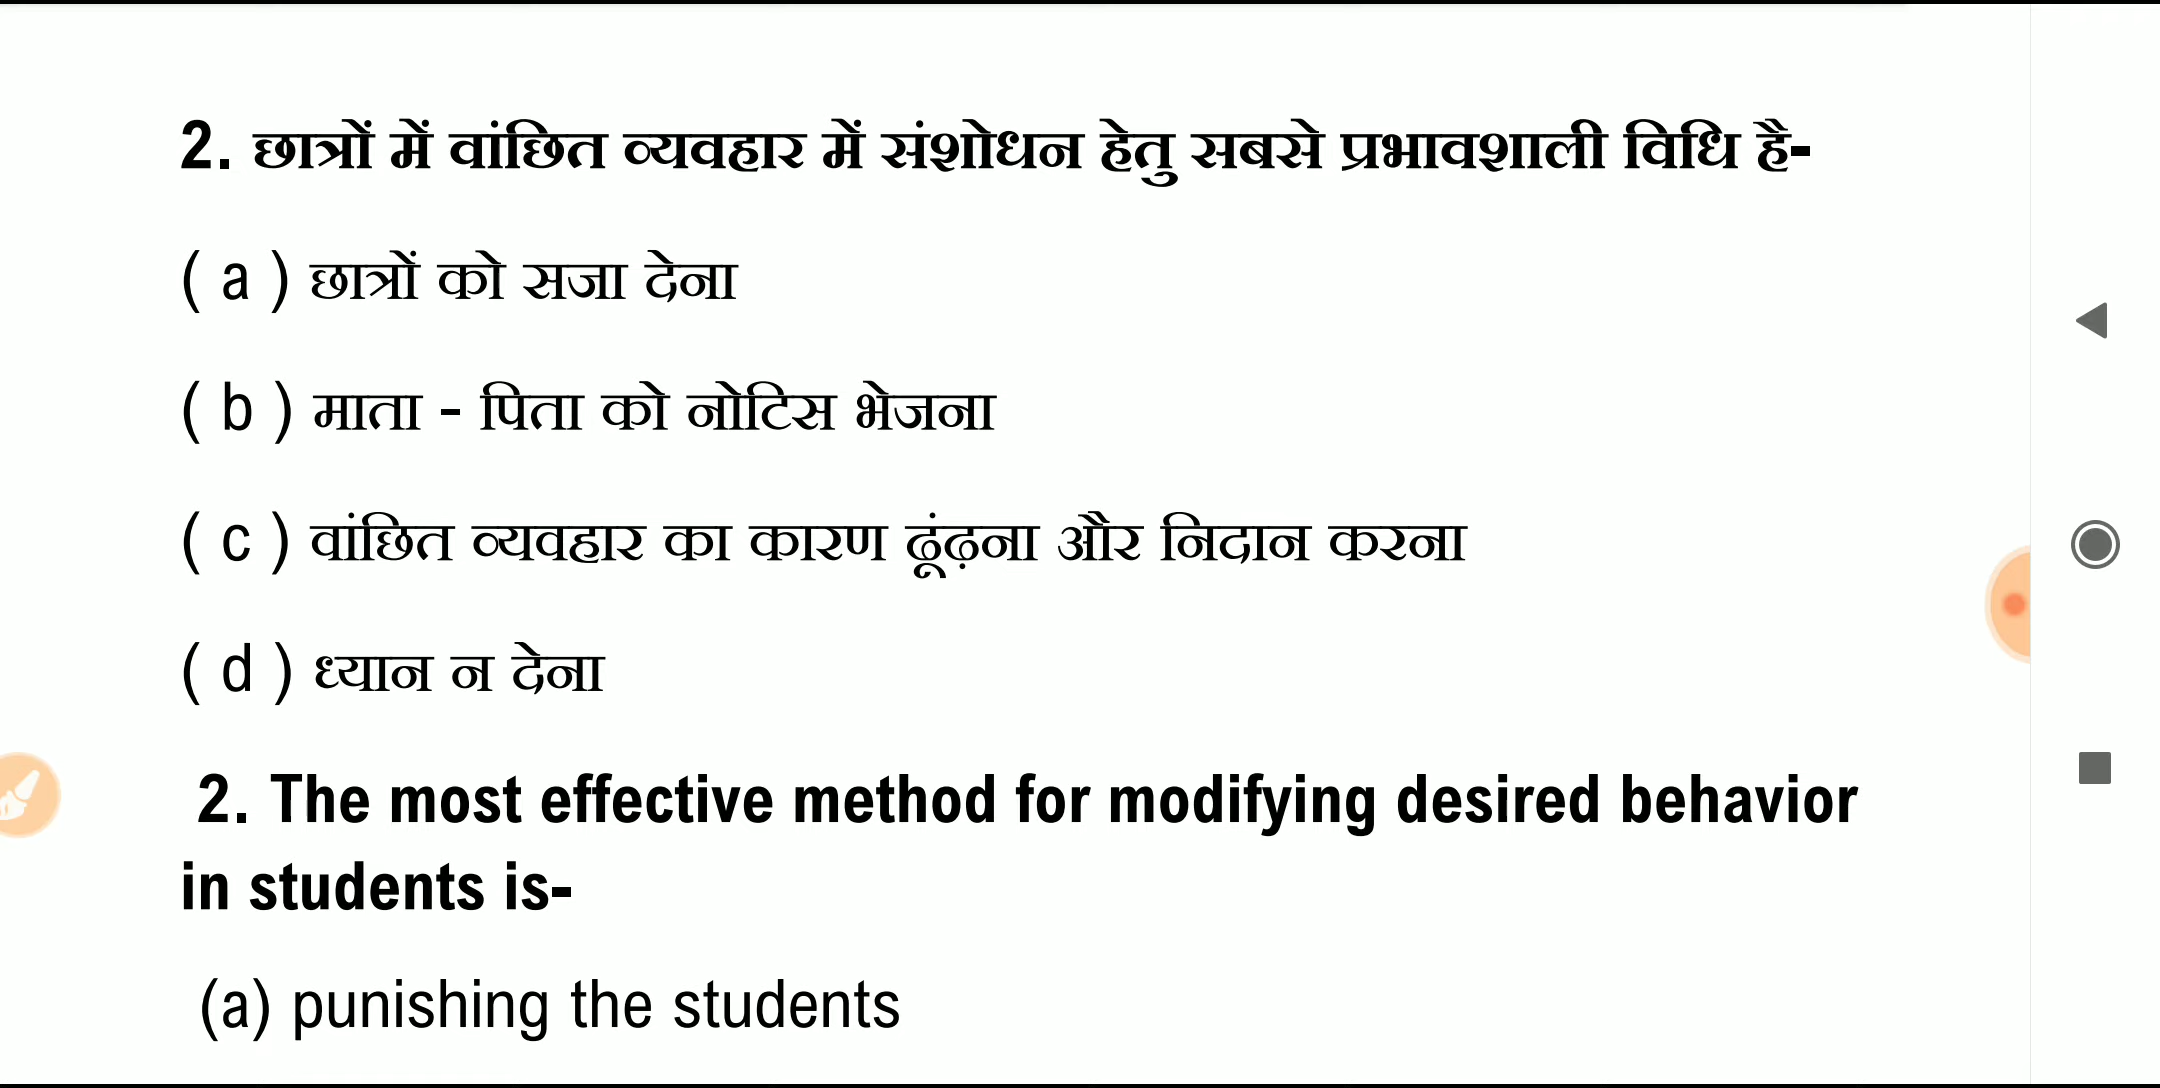 2. छात्रों में वांछित व्यवहार में संशोधन हेतु सबसे प्रभावशाली विधि है-
( a ) छात्रों को सजा देना
( b ) माता - पिता को नोटिस भेजना
( c ) वांछित व्यवहार का कारण ढूंढ़ना और निदान करना
( d ) ध्यान न देना
2. The most effective method for modifying desired behavior
in students is-
(a) punishing the students